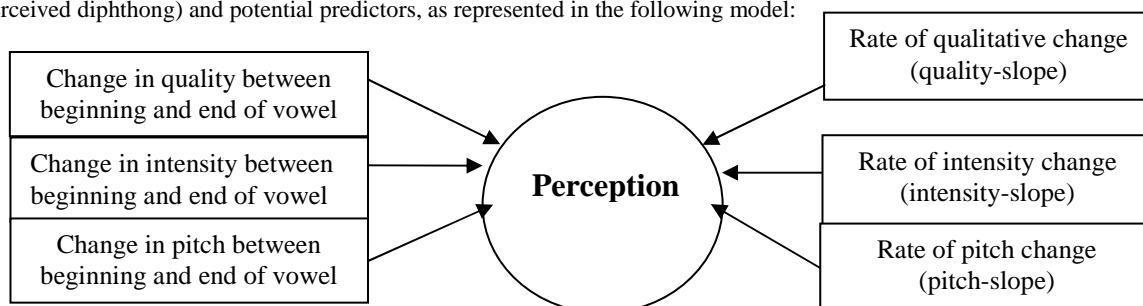 rceived diphthong) and potential predictors, as represented in the following model:
Change in quality between
beginning and end of vowel
Change in intensity between
beginning and end of vowel
Change in pitch between
beginning and end of vowel
Perception
Rate of qualitative change
(quality-slope)
Rate of intensity change
(intensity-slope)
Rate of pitch change
(pitch-slope)